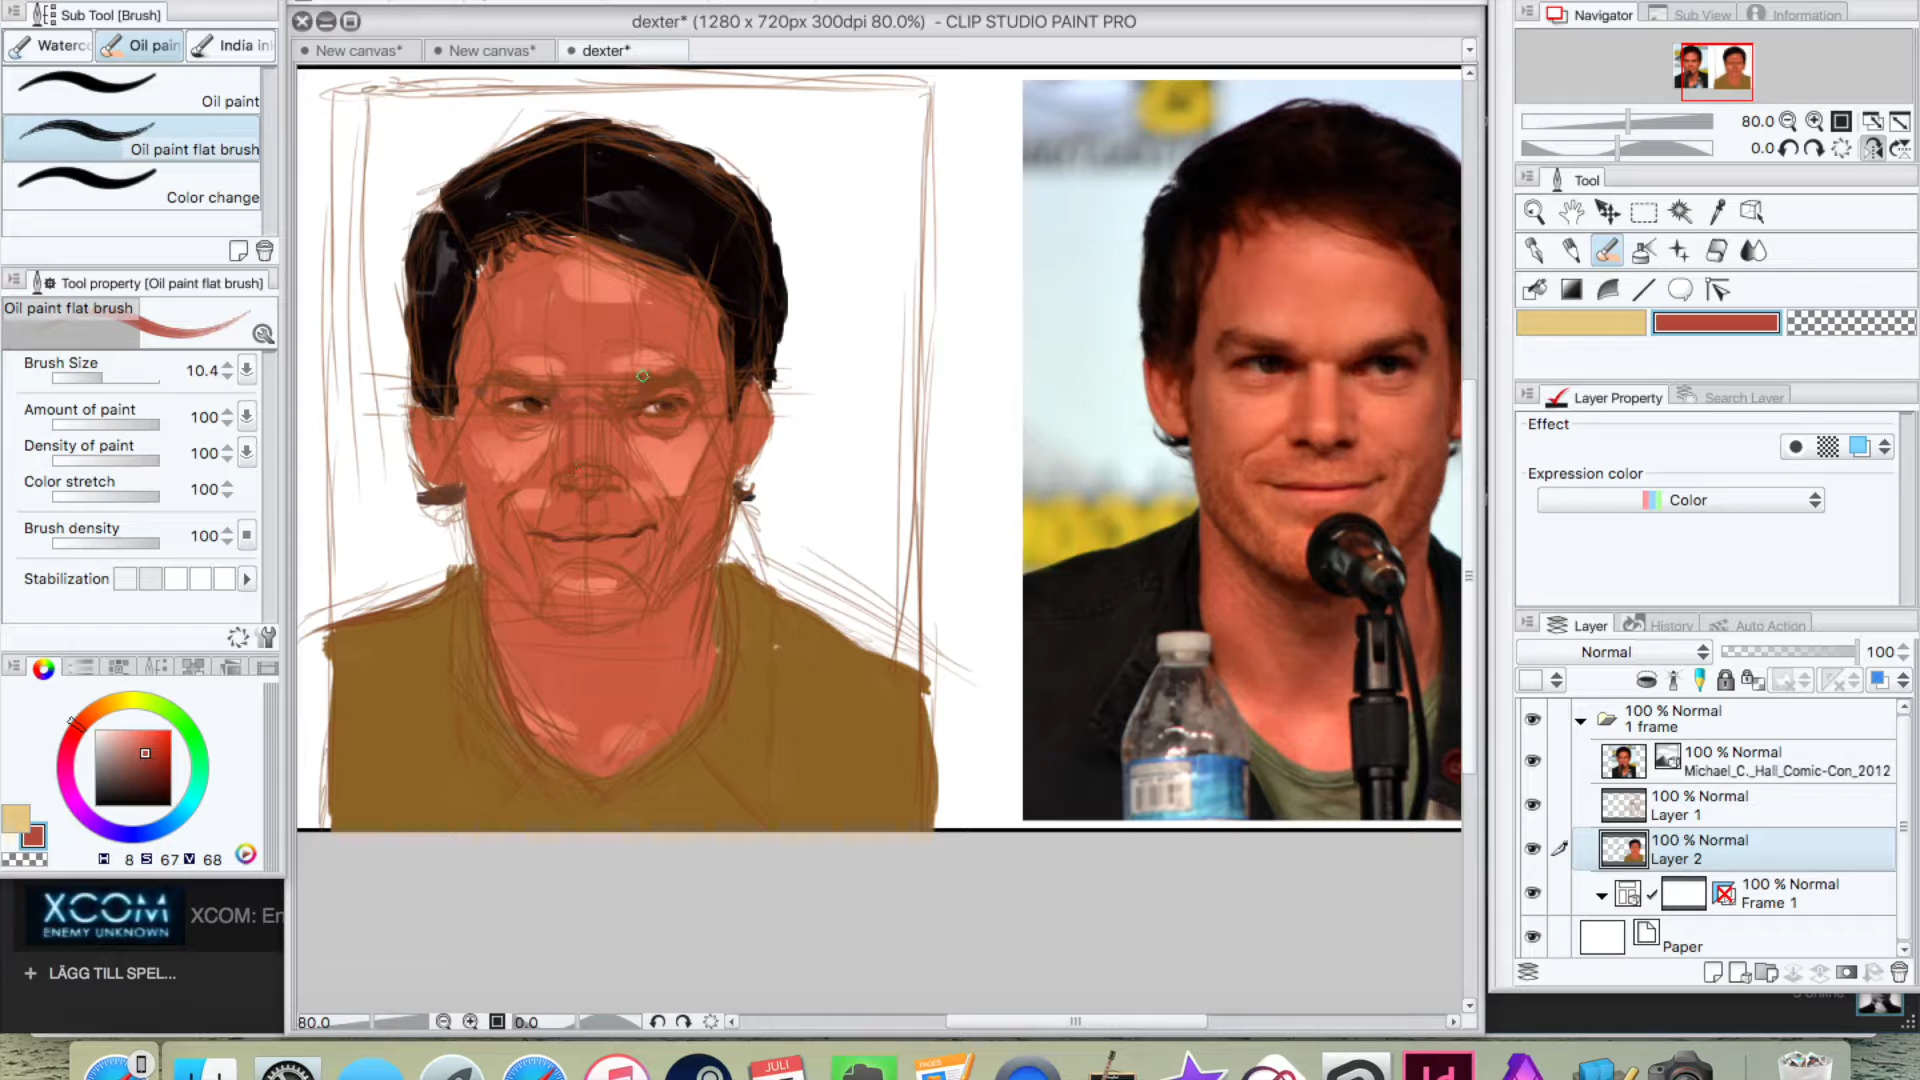 Sub Tool [Brush]
Waterc
Oil pain
India in
Oil paint
Oil paint flat brush
Color change
Tool property [Oil paint flat brush]
Oil paint flat brush
Brush Size
10.4
Amount of paint
100
Density of paint
100
Color stretch
100
Brush density
100
Stabilization
H 8 S 67 V 68
XCOM
ENEMY UNKNOWN
XCOM: En
+ LÄGG TILL SPEL...
dexter* (1280 x 720px 300dpi 80.0%) - CLIP STUDIO PAINT PRO
New canvas*
New canvas*
dexter*
80.0
0.0
Navigator
Sub View
Information
80.0
0.0
Tool
Layer Property
Search Layer
Effect
Expression color
Color
Layer
History
Auto Action
Normal
100
100 % Normal
1 frame
100 % Normal
Michael_C._Hall_Comic-Con_2012
100 % Normal
Layer 1
100 % Normal
Layer 2
100 % Normal
Frame 1
Paper
JULI
PAGES
Id